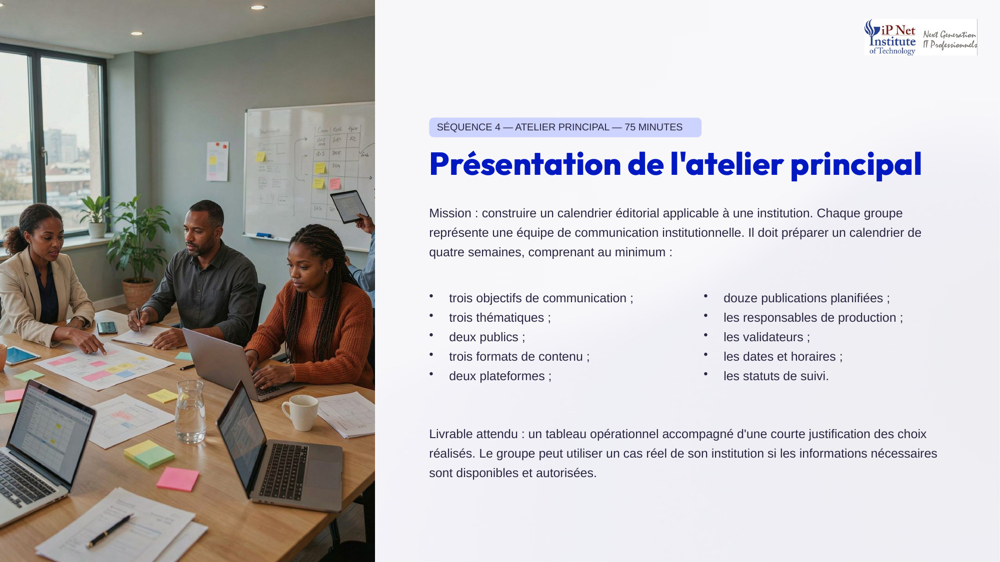 iP Net
Institute
of Technology
Next Generation
IT Professionnels
SÉQUENCE 4 — ATELIER PRINCIPAL — 75 MINUTES
Présentation de l'atelier principal
Mission : construire un calendrier éditorial applicable à une institution. Chaque groupe
représente une équipe de communication institutionnelle. Il doit préparer un calendrier de
quatre semaines, comprenant au minimum :
• trois objectifs de communication ;
• trois thématiques ;
• deux publics ;
• trois formats de contenu ;
• deux plateformes ;
• douze publications planifiées ;
• les responsables de production ;
• les validateurs ;
• les dates et horaires ;
• les statuts de suivi.
Livrable attendu : un tableau opérationnel accompagné d'une courte justification des choix
réalisés. Le groupe peut utiliser un cas réel de son institution si les informations nécessaires
sont disponibles et autorisées.